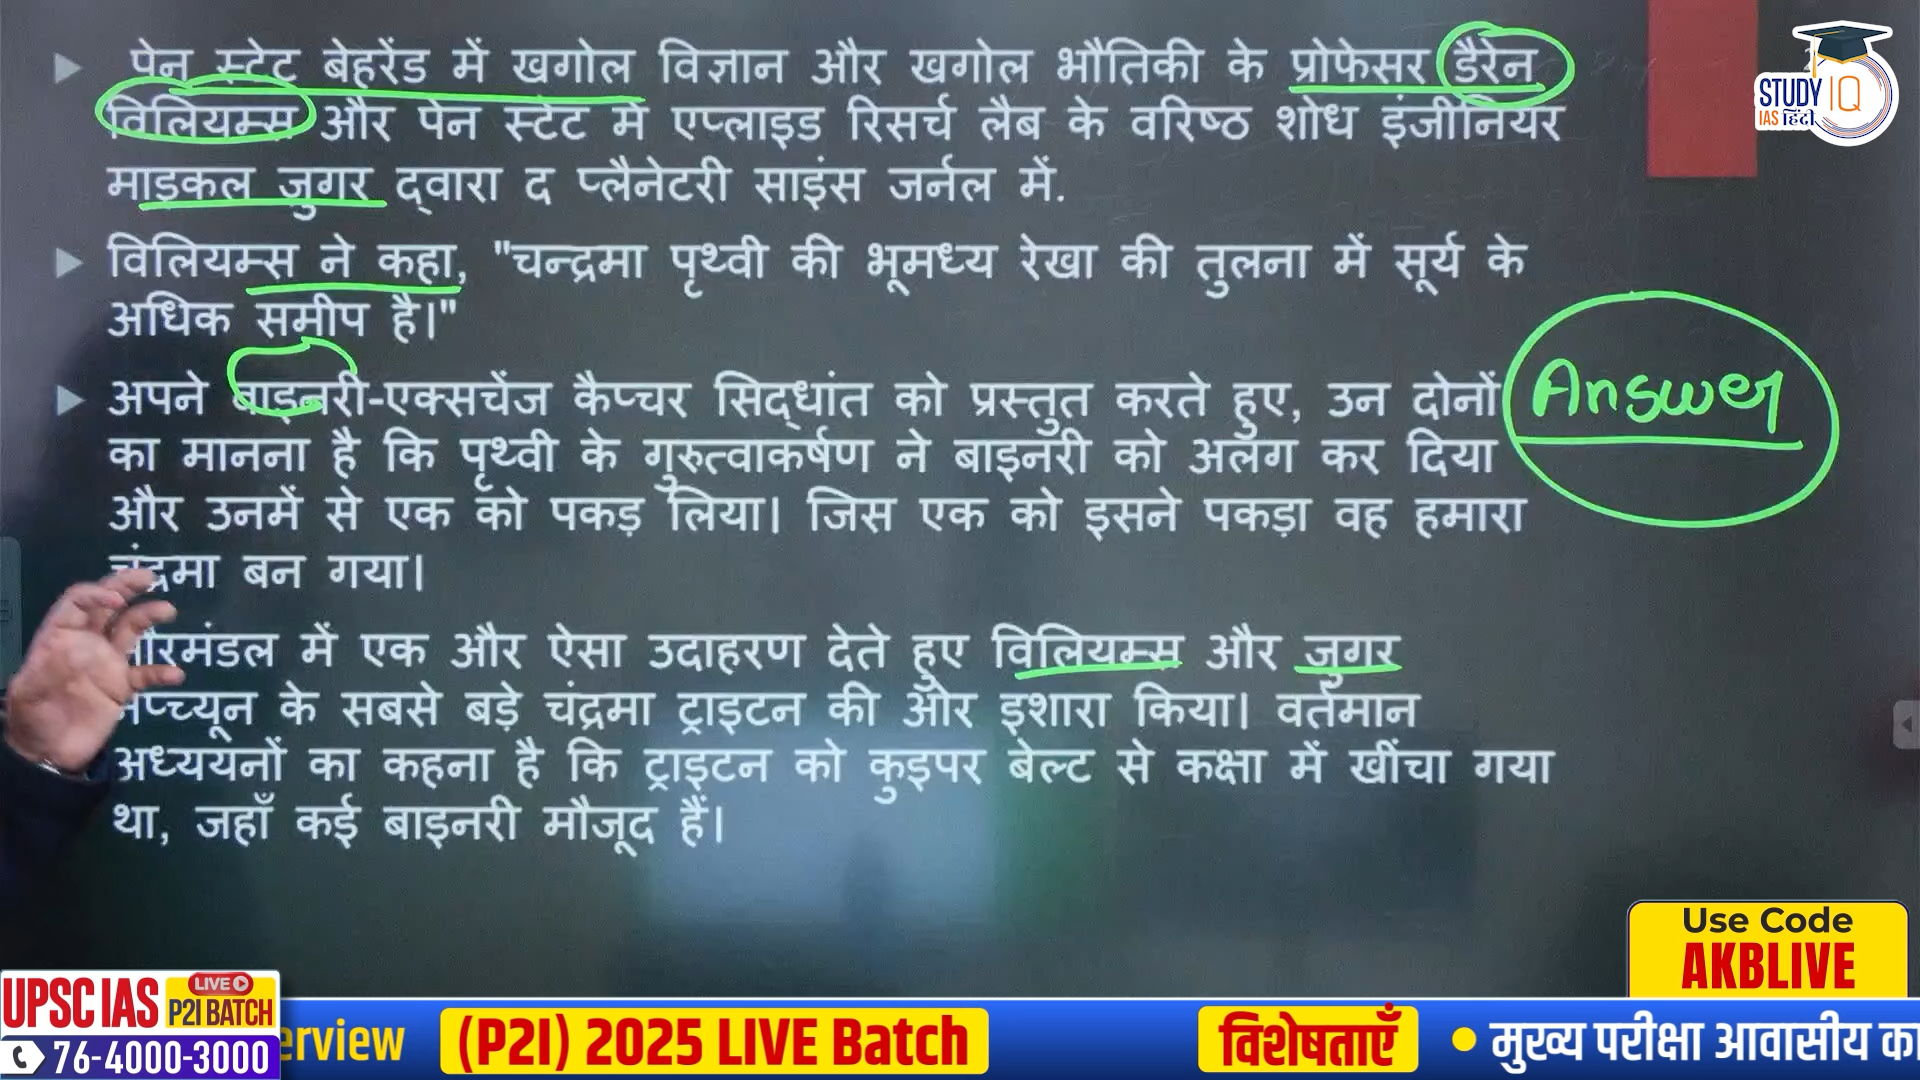 पेन स्टेट बेहरेंड में खगोल विज्ञान और खगोल भौतिकी के प्रोफेसर डैरेन
विलियम्स और पेन स्टेट में एप्लाइड रिसर्च लैब के वरिष्ठ शोध इंजीनियर
माइकल जुगर द्वारा द प्लैनेटरी साइंस जर्नल में.
विलियम्स ने कहा, "चन्द्रमा पृथ्वी की भूमध्य रेखा की तुलना में सूर्य के
अधिक समीप है।"
अपने बाइनरी-एक्सचेंज कैप्चर सिद्धांत को प्रस्तुत करते हुए, उन दोनों
का मानना है कि पृथ्वी के गुरुत्वाकर्षण ने बाइनरी को अलग कर दिया
और उनमें से एक को पकड़ लिया। जिस एक को इसने पकड़ा वह हमारा
चंद्रमा बन गया।
में एक और ऐसा उदाहरण देते हुए विलियम्स और जुगर
के सबसे बड़े चंद्रमा ट्राइटन की ओर इशारा किया। वर्तमान
अध्ययनों का कहना है कि ट्राइटन को कुइपर बेल्ट से कक्षा में खींचा गया
था, जहाँ कई बाइनरी मौजूद हैं।
Answer
STUDY IQ
IAS हिंदी
Use Code
AKBLIVE
UPSC IAS LIVE P2I BATCH
76-4000-3000
erview (P2I) 2025 LIVE Batch विशेषताएँ • मुख्य परीक्षा आवासीय